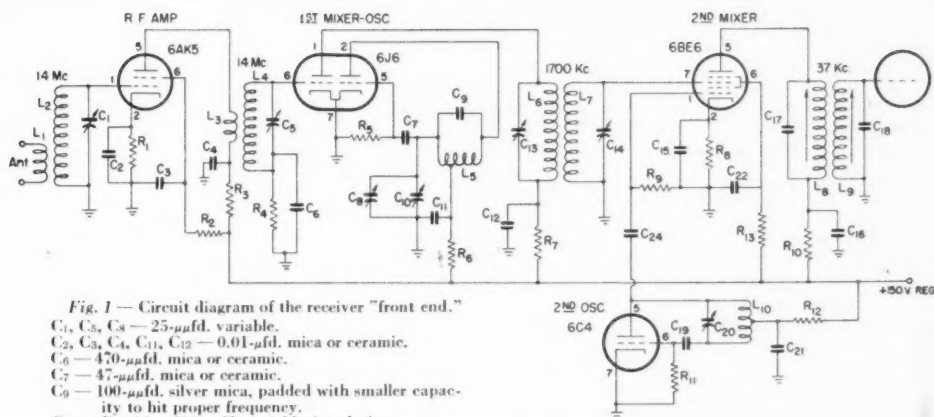 R F AMP
1ST MIXER-OSC
2ND MIXER
6AK5
6J6
6BE6
14 Mc
14 Mc
1700 Kc
37 Kc.
5
1
6
2
1
2
6
5
7
5
7
1
6
2
Ant
L1
L2
C1
C2
R1
C3
R2
L3
L4
C4
R3
C5
R4
C6
R5
C7
C8
C9
L5
C10
C11
R6
C13
L6
L7
C14
C12
R7
C15
R8
R9
C22
C24
R13
C17
L8
L9
C18
R10
C16
+150 V REG
2ND OSC
6C4
5
6
7
C19
R11
C20
L10
R12
C21
Fig. 1 — Circuit diagram of the receiver "front end."
C1, C5, C8 — 25-μμfd. variable.
C2, C3, C4, C11, C12 — 0.01-μfd. mica or ceramic.
C6 — 470-μμfd. mica or ceramic.
C7 — 47-μμfd. mica or ceramic.
C9 — 100-μμfd. silver mica, padded with smaller capac-
ity to hit proper frequency.